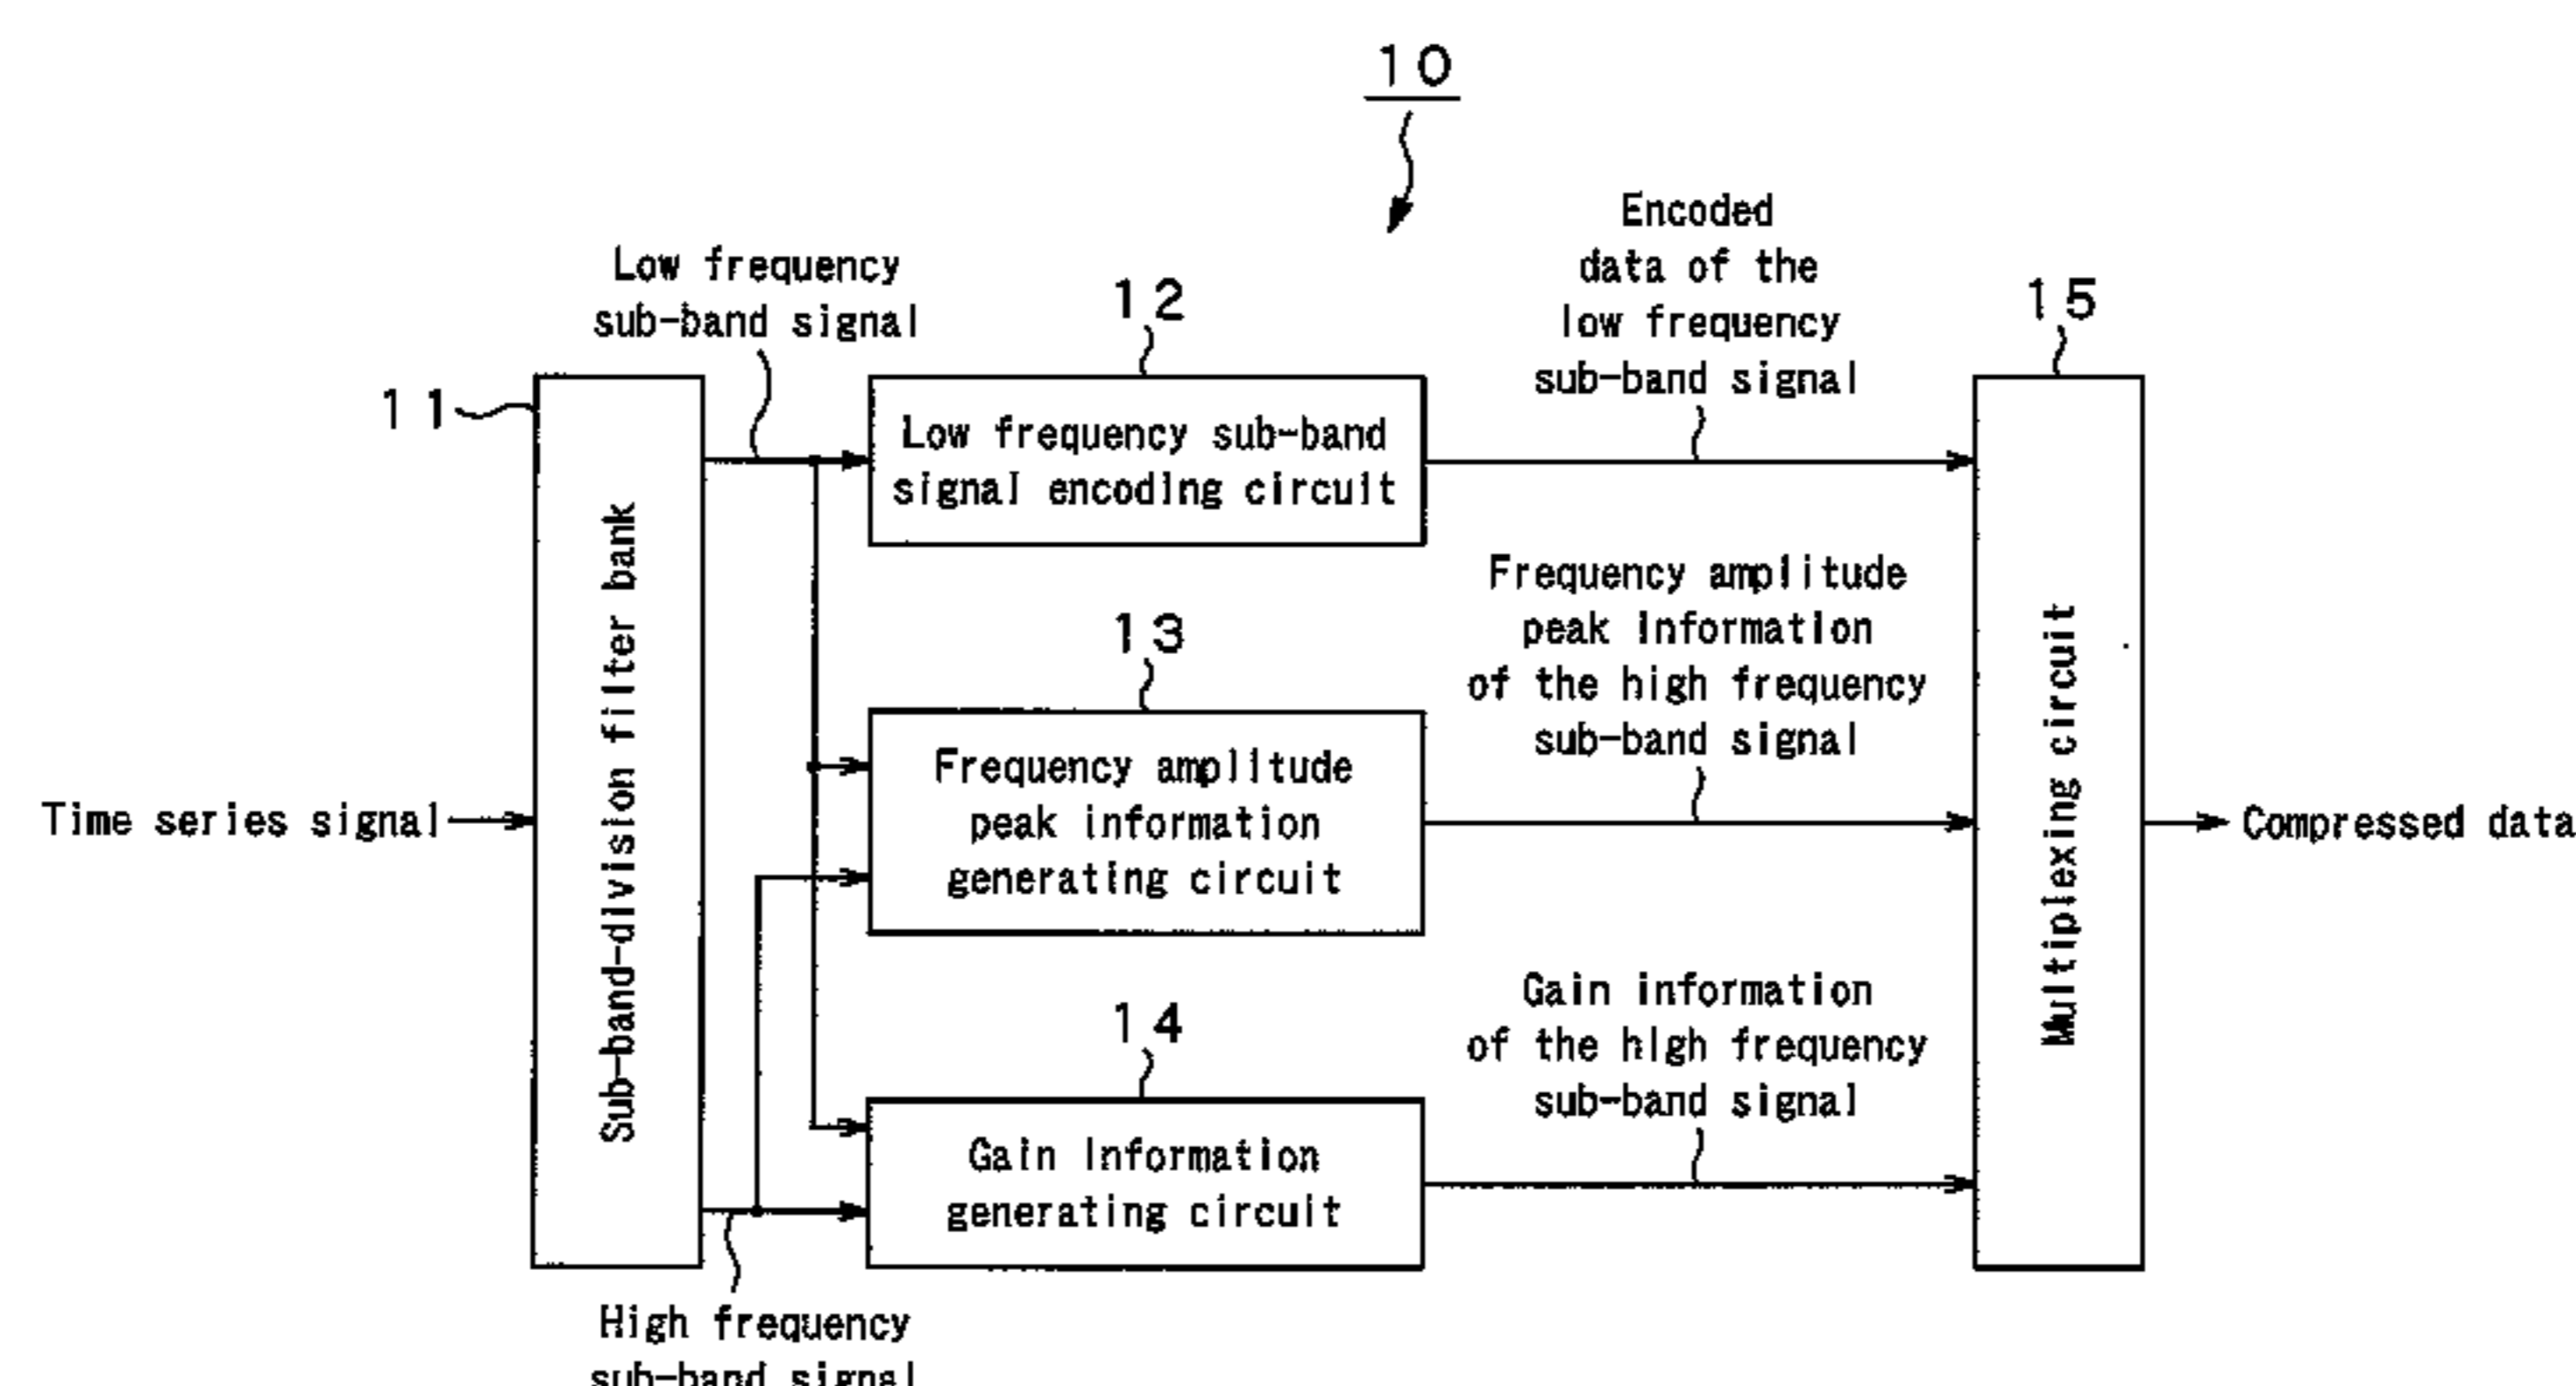 10
Encoded
data of the
low frequency
sub-band signal
Low frequency
sub-band signal
12
15
11
Low frequency sub-band
signal encoding circuit
Frequency amplitude
peak information
of the high frequency
sub-band signal
13
Sub-band-division filter bank
Multiplexing circuit
Frequency amplitude
peak information
generating circuit
Time series signal
Compressed data
Gain information
of the high frequency
sub-band signal
14
Gain information
generating circuit
High frequency
sub-band signal